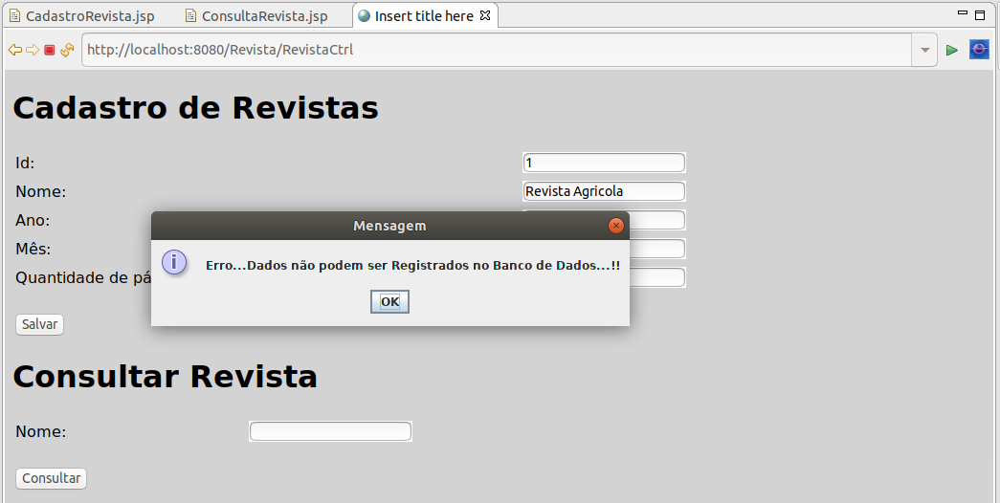 CadastroRevista.jsp ConsultaRevista.jsp Insert title here
http://localhost:8080/Revista/RevistaCtrl
Cadastro de Revistas
Id: 1
Nome: Revista Agricola
Ano:
Mensagem
Mês:
Erro...Dados não podem ser Registrados no Banco de Dados...!!
Quantidade de pá
OK
Salvar
Consultar Revista
Nome:
Consultar